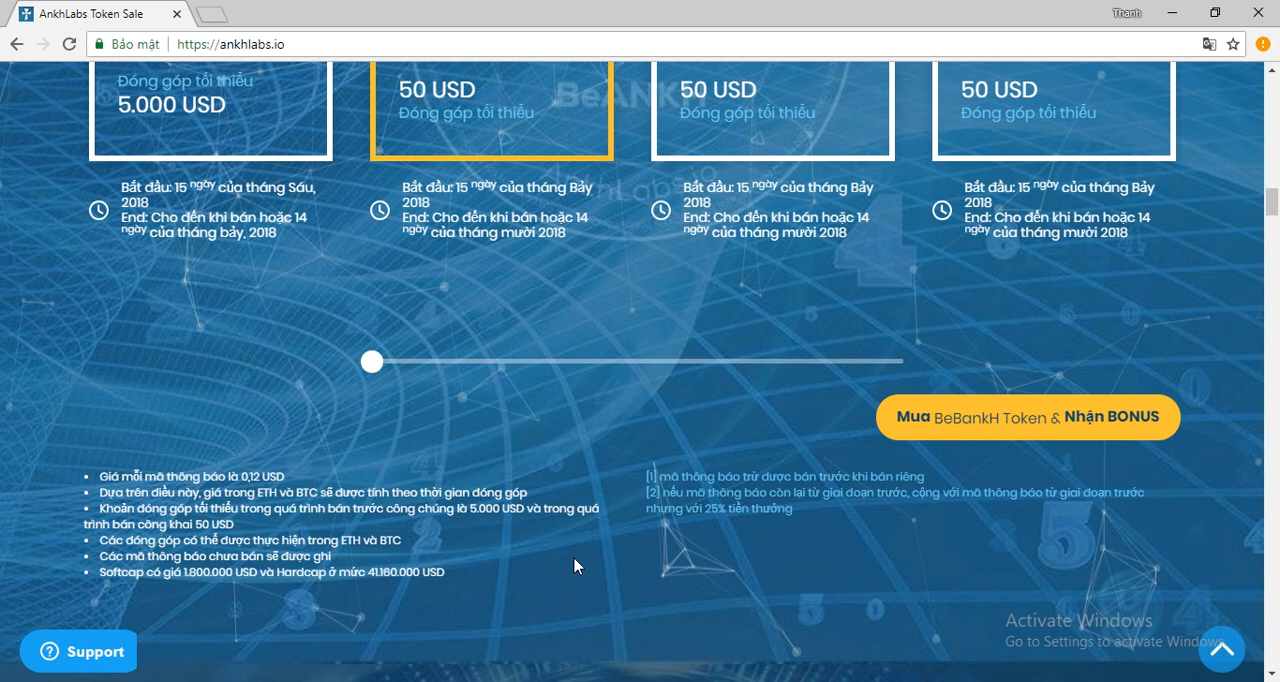 AnkhLabs Token Sale
Thanh
Bảo mật
https://ankhlabs.io
Đóng góp tối thiểu
5.000 USD
50 USD
Đóng góp tối thiểu
BeANKH
50 USD
Đóng góp tối thiểu
50 USD
Đóng góp tối thiểu
Bắt đầu: 15 ngày của tháng Sáu,
2018
End: Cho đến khi bán hoặc 14
ngày của tháng bảy, 2018
Bắt đầu: 15 ngày của tháng Bảy
2018
End: Cho đến khi bán hoặc 14
ngày của tháng mười 2018
Bắt đầu: 15 ngày của tháng Bảy
2018
End: Cho đến khi bán hoặc 14
ngày của tháng mười 2018
Bắt đầu: 15 ngày của tháng Bảy
2018
End: Cho đến khi bán hoặc 14
ngày của tháng mười 2018
AnkhLabs.io
Mua BeBankH Token & Nhận BONUS
• Giá mỗi mã thông báo là 0,12 USD
• Dựa trên điều này, giá trong ETH và BTC sẽ được tính theo thời gian đóng góp
• Khoản đóng góp tối thiểu trong quá trình bán trước công chúng là 5.000 USD và trong quá
trình bán công khai 50 USD
• Các đóng góp có thể được thực hiện trong ETH và BTC
• Các mã thông báo chưa bán sẽ được ghi
• Softcap có giá 1.800.000 USD và Hardcap ở mức 41.160.000 USD
[1] mã thông báo trừ được bán trước khi bán riêng
[2] nếu mã thông báo còn lại từ giai đoạn trước, cộng với mã thông báo từ giai đoạn trước
nhưng với 25% tiền thưởng
Activate Windows
Go to Settings to activate Windows.
Support